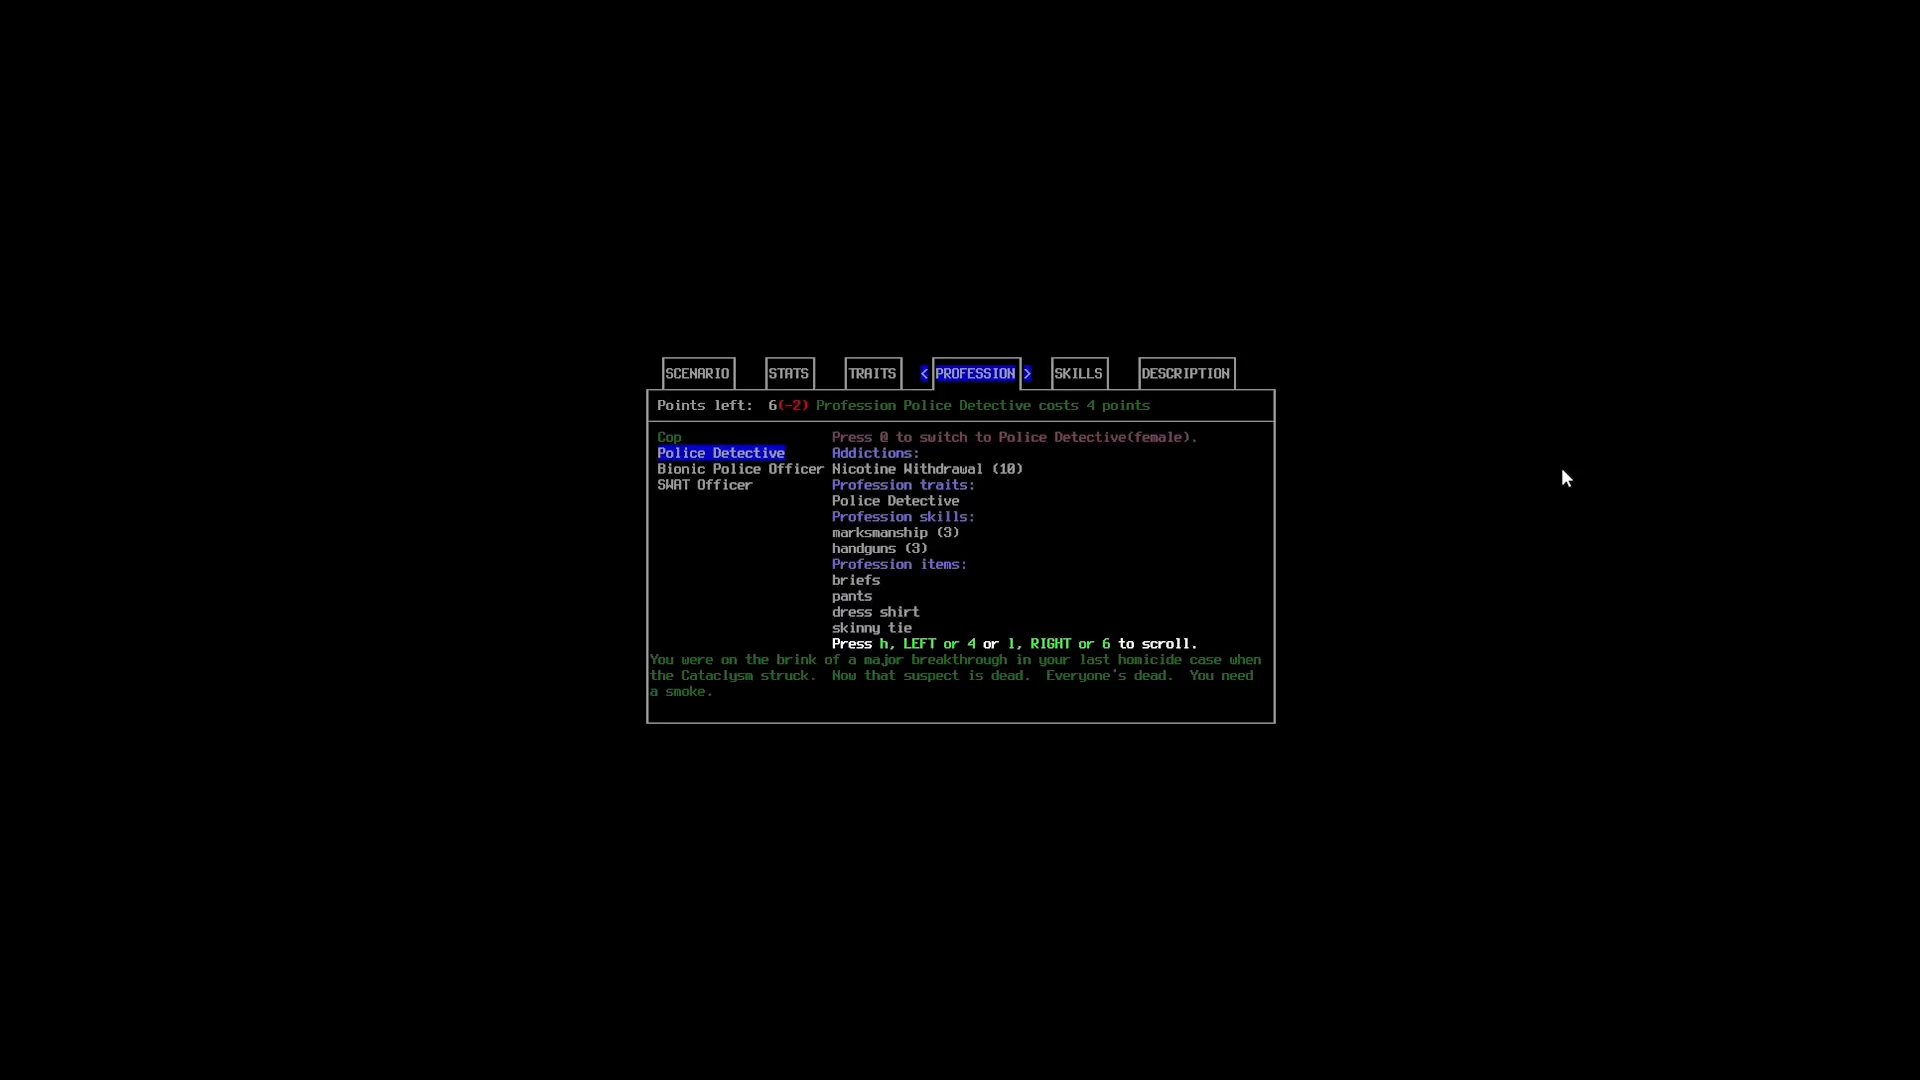 SCENARIO STATS TRAITS < PROFESSION > SKILLS DESCRIPTION
Points left: 6(-2) Profession Police Detective costs 4 points
Cop
Police Detective
Bionic Police Officer
SWAT Officer
Press @ to switch to Police Detective(female).
Addictions:
Nicotine Withdrawal (10)
Profession traits:
Police Detective
Profession skills:
marksmanship (3)
handguns (3)
Profession items:
briefs
pants
dress shirt
skinny tie
Press h, LEFT or 4 or l, RIGHT or 6 to scroll.
You were on the brink of a major breakthrough in your last homicide case when
the Cataclysm struck.  Now that suspect is dead.  Everyone's dead.  You need
a smoke.